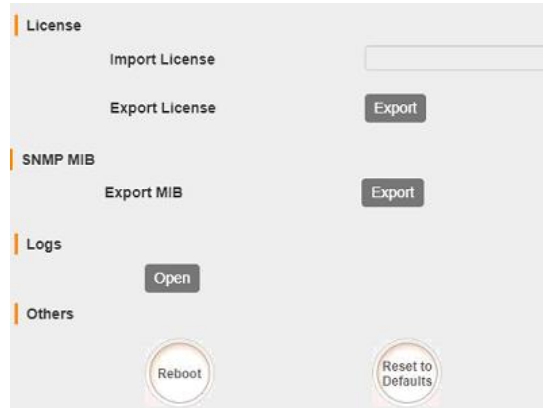 License
Import License
Export License Export
SNMP MIB
Export MIB Export
Logs
Open
Others
Reboot Reset to
Defaults